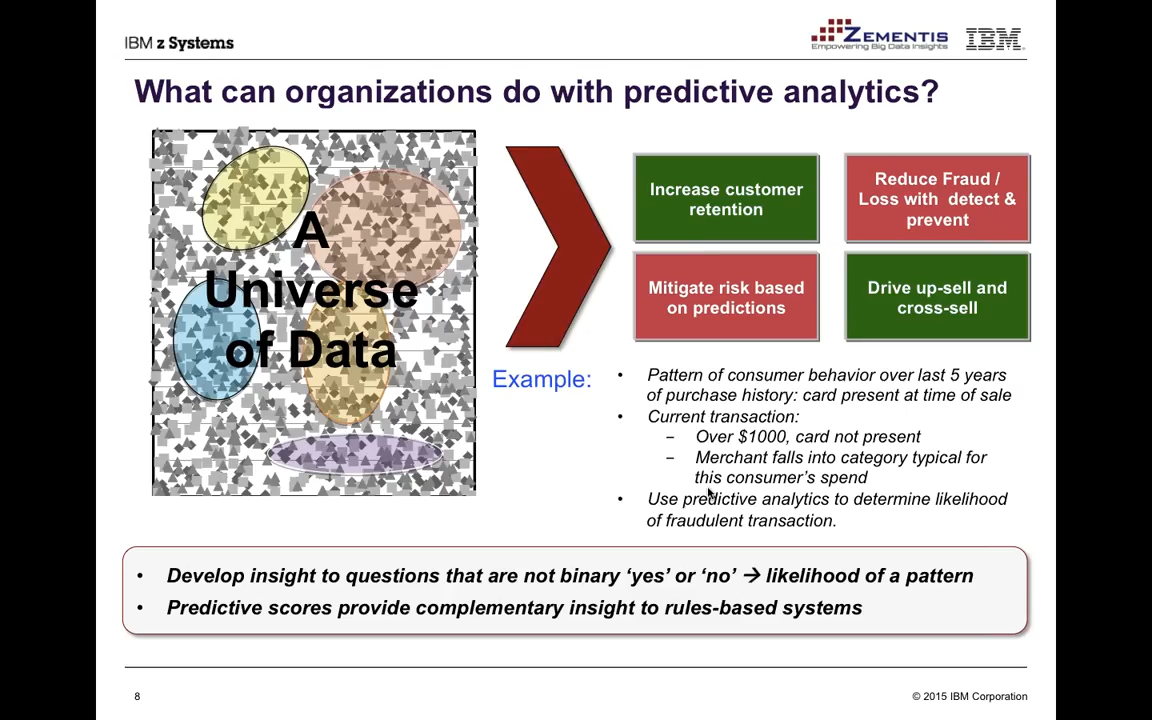 IBM z Systems
ZEMENTIS
Empowering Big Data Insights
IBM
What can organizations do with predictive analytics?
A
Universe
of Data
Increase customer
retention
Reduce Fraud /
Loss with detect &
prevent
Mitigate risk based
on predictions
Drive up-sell and
cross-sell
Example:
• Pattern of consumer behavior over last 5 years
of purchase history: card present at time of sale
• Current transaction:
– Over $1000, card not present
– Merchant falls into category typical for
this consumer’s spend
• Use predictive analytics to determine likelihood
of fraudulent transaction.
• Develop insight to questions that are not binary ‘yes’ or ‘no’ → likelihood of a pattern
• Predictive scores provide complementary insight to rules-based systems
8
© 2015 IBM Corporation